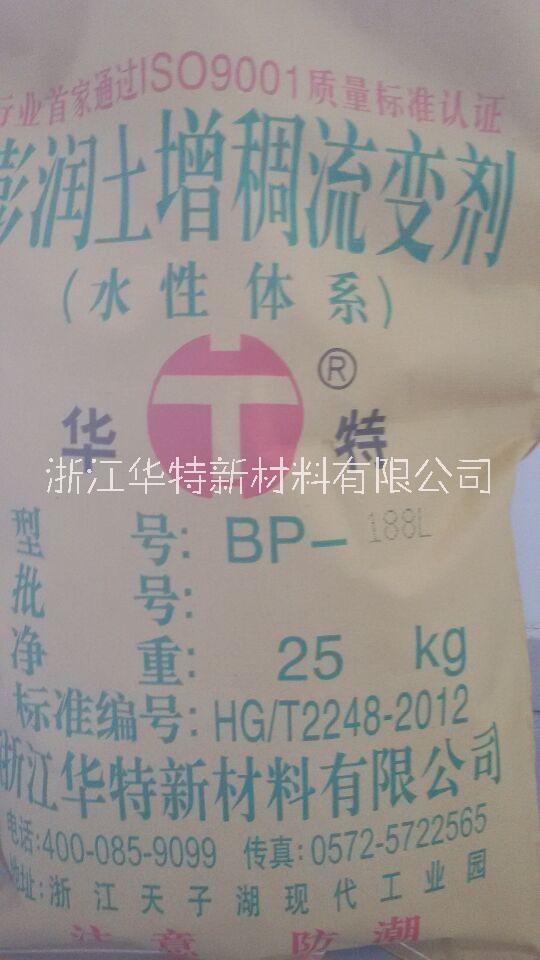 行业首家通过ISO9001质量标准认证
膨润土增稠流变剂
(水性体系)
华 T ® 特
浙江华特新材料有限公司
型 号: BP-188L
批 号:
净 重: 25 kg
标准编号: HG/T2248-2012
浙江华特新材料有限公司
电话:400-085-9099 传真:0572-5722565
地址: 浙江天子湖现代工业园
注意防潮